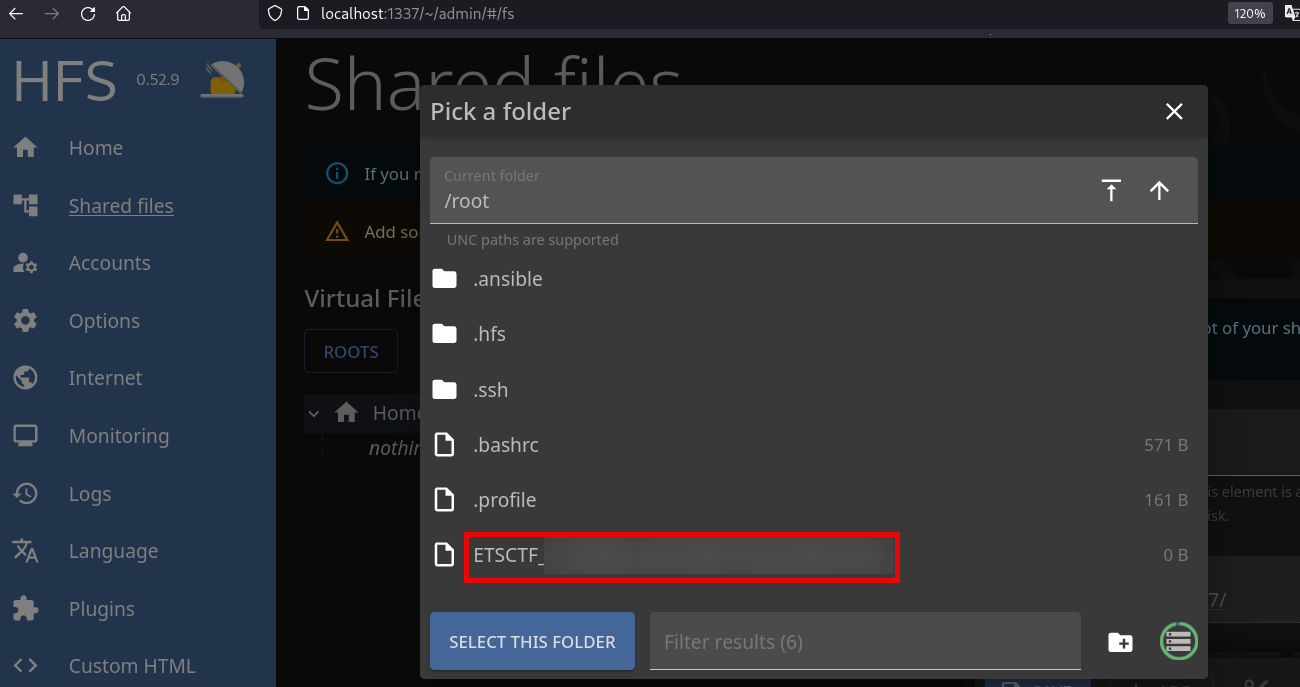 localhost:1337/~/admin/#/fs
120%
HFS 0.52.9
Home
Shared files
Accounts
Options
Internet
Monitoring
Logs
Language
Plugins
Custom HTML
Shared files
If you r
Add so
Virtual File
ROOTS
Home
nothin
Pick a folder
Current folder
/root
UNC paths are supported
.ansible
.hfs
.ssh
.bashrc 571 B
.profile 161 B
ETSCTF_ 0 B
SELECT THIS FOLDER
Filter results (6)
ot of your sh
is element is a
isk.
7/